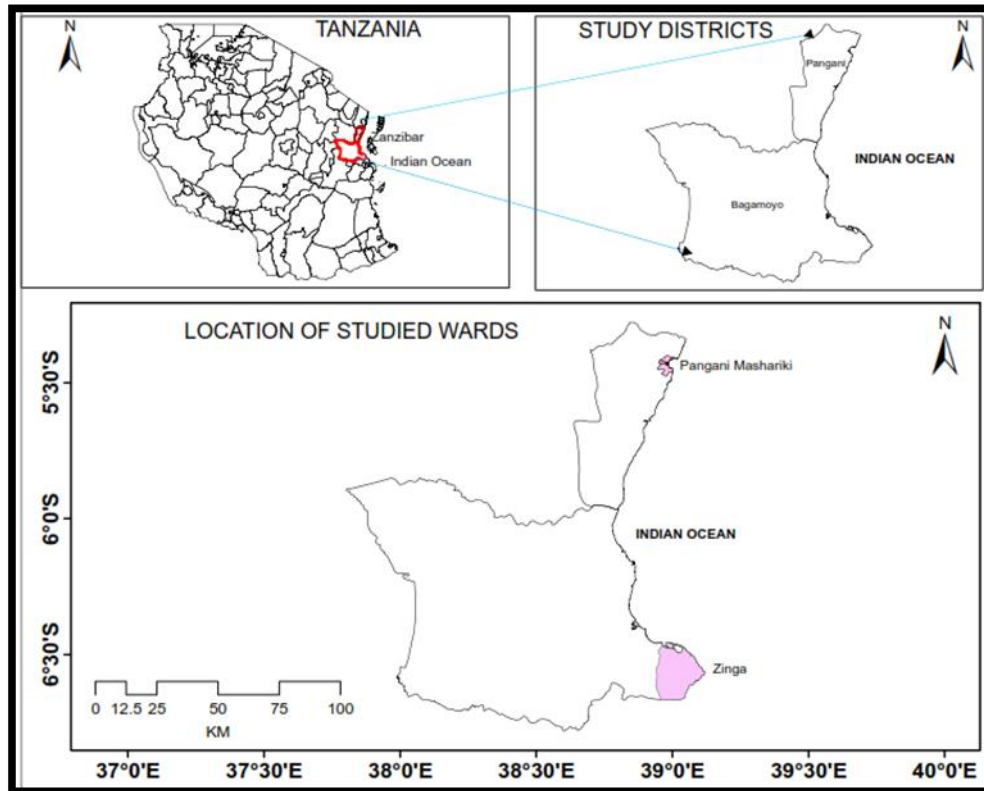 TANZANIA
N
Zanzibar
Indian Ocean
STUDY DISTRICTS
N
Pangani
INDIAN OCEAN
Bagamoyo
LOCATION OF STUDIED WARDS
N
Pangani Mashariki
INDIAN OCEAN
Zinga
5°30'S
6°0'S
6°30'S
0 12.5 25 50 75 100
KM
37°0'E 37°30'E 38°0'E 38°30'E 39°0'E 39°30'E 40°0'E